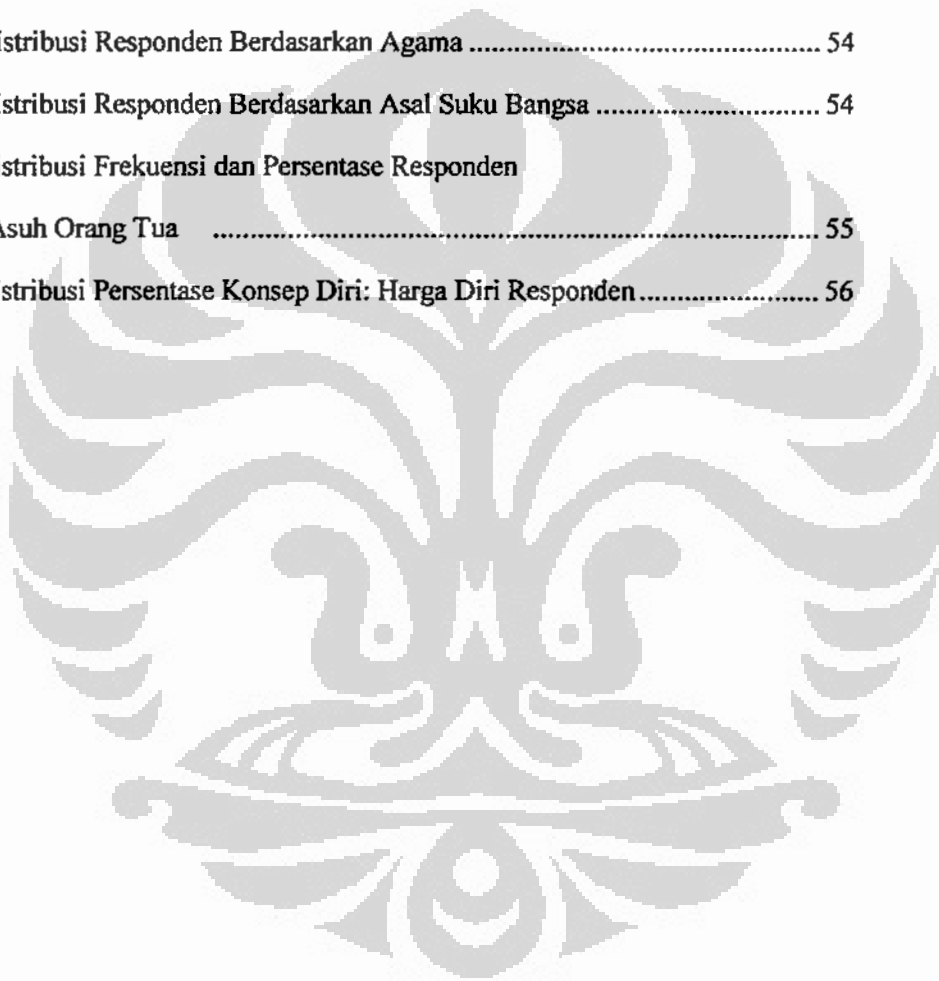 istribusi Responden Berdasarkan Agama ............................................... 54
istribusi Responden Berdasarkan Asal Suku Bangsa .............................. 54
istribusi Frekuensi dan Persentase Responden
Asuh Orang Tua ................................................................................. 55
istribusi Persentase Konsep Diri: Harga Diri Responden ........................ 56